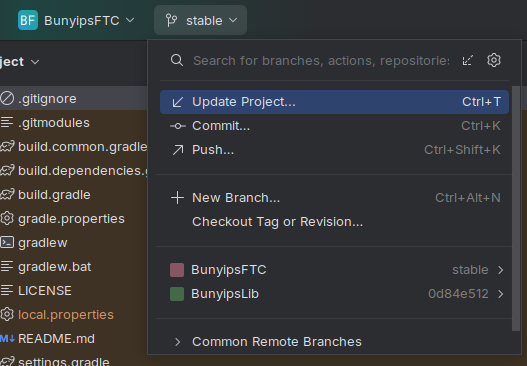 BF BunyipsFTC stable
ject
Search for branches, actions, repositories
.gitignore
Update Project... Ctrl+T
.gitmodules
Commit... Ctrl+K
build.common.gradle
Push... Ctrl+Shift+K
build.dependencies.g
build.gradle
New Branch... Ctrl+Alt+N
gradle.properties
Checkout Tag or Revision...
gradlew
gradlew.bat
BunyipsFTC stable
LICENSE
BunyipsLib 0d84e512
local.properties
README.md
Common Remote Branches
settings.gradle